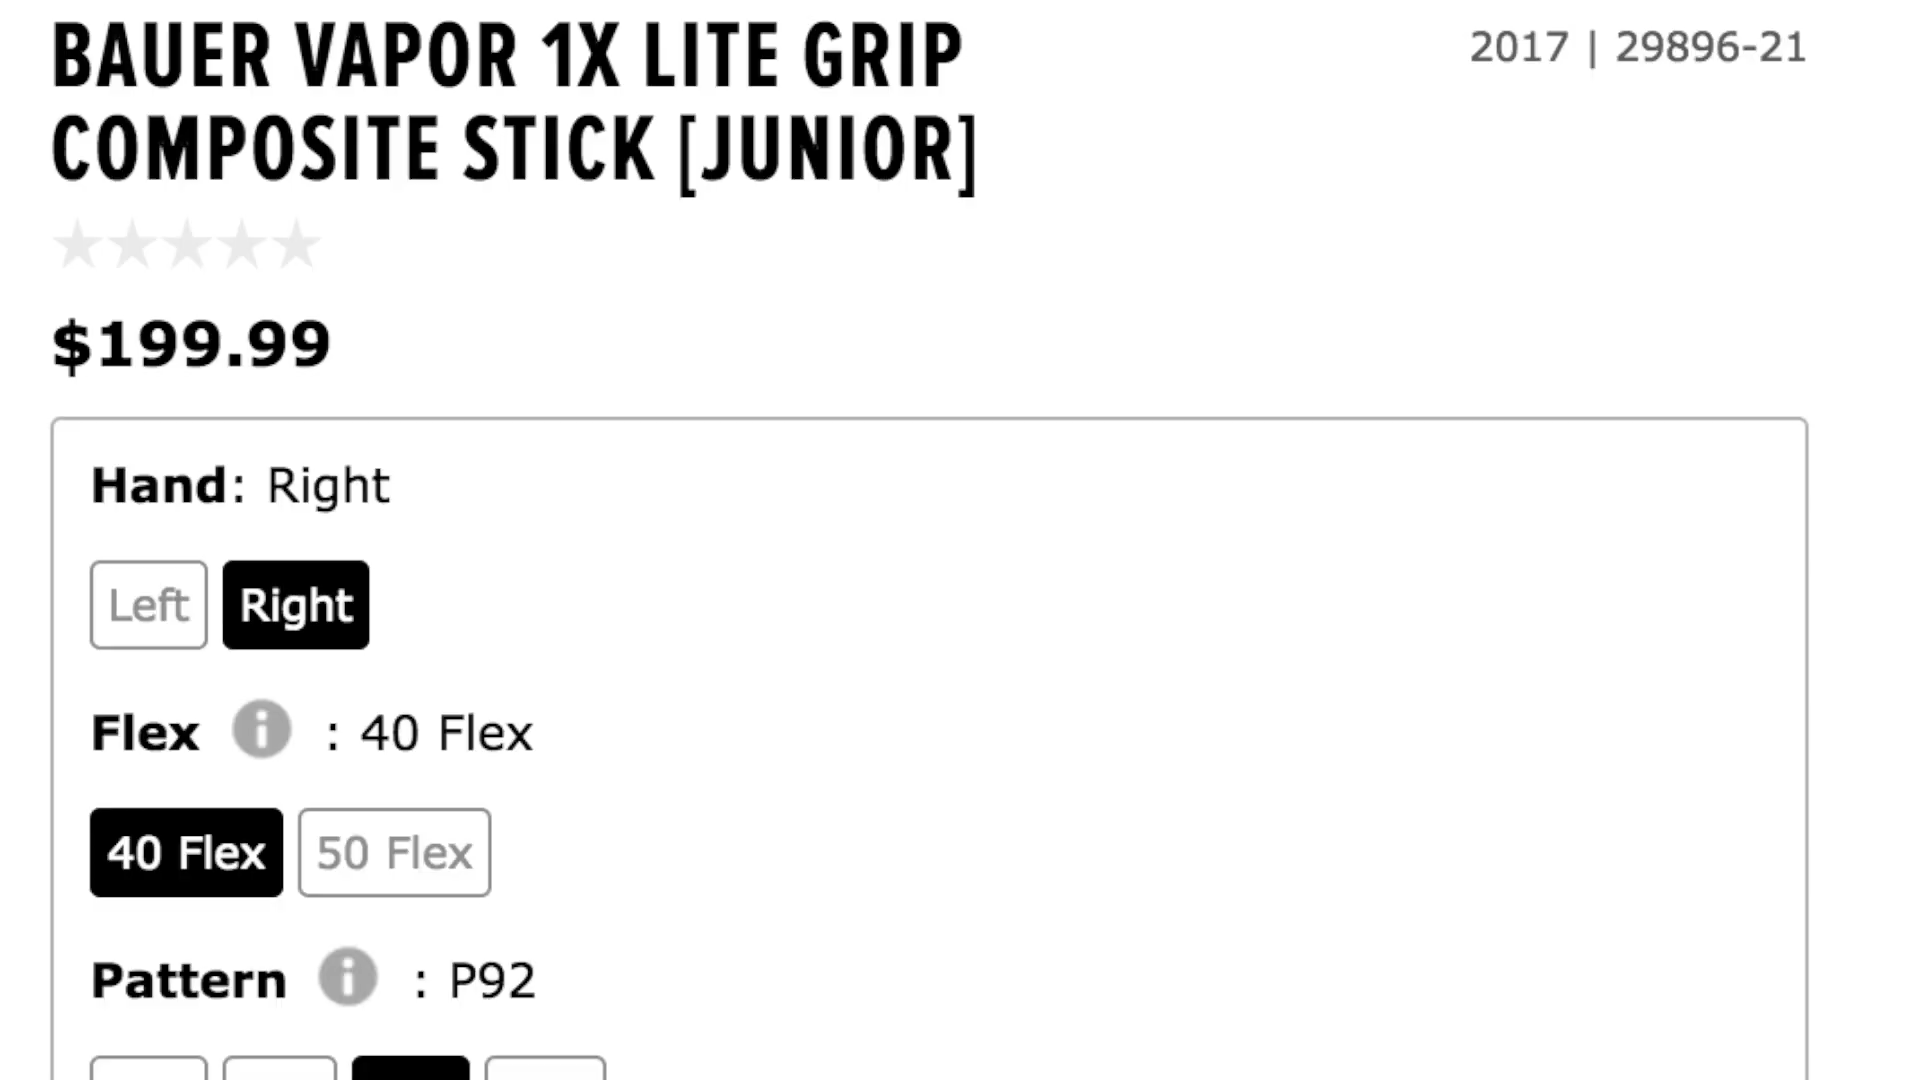 BAUER VAPOR 1X LITE GRIP
2017 | 29896-21
COMPOSITE STICK [JUNIOR]
$199.99
Hand: Right
Left Right
Flex i : 40 Flex
40 Flex 50 Flex
Pattern i : P92